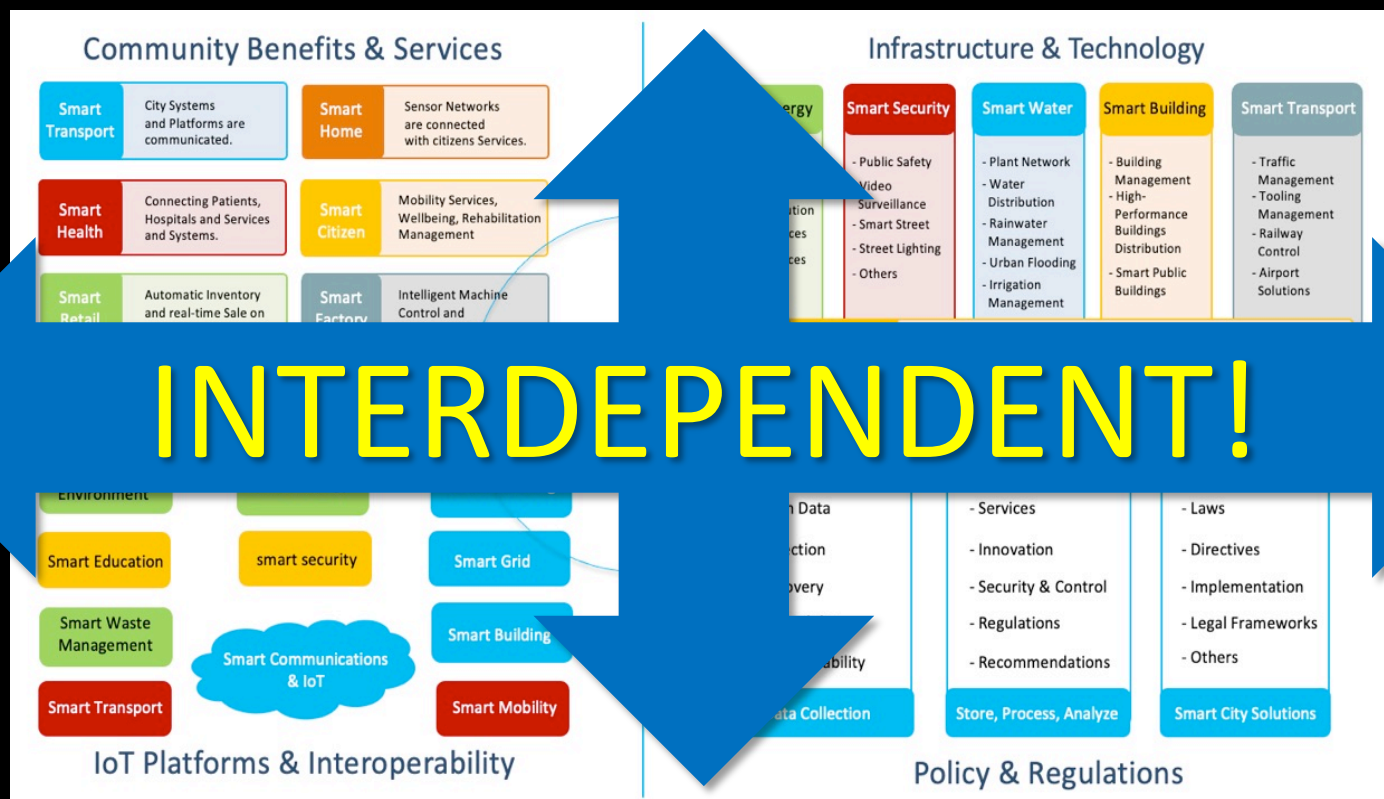 Community Benefits & Services
Smart
Transport
City Systems
and Platforms are
communicated.
Smart
Home
Sensor Networks
are connected
with citizens Services.
Smart
Health
Connecting Patients,
Hospitals and Services
and Systems.
Smart
Citizen
Mobility Services,
Wellbeing, Rehabilitation
Management
Smart
Retail
Automatic Inventory
and real-time Sale on
Smart
Factory
Intelligent Machine
Control and
Infrastructure & Technology
Smart Security
- Public Safety
Video
Surveillance
- Smart Street
- Street Lighting
- Others
Smart Water
- Plant Network
- Water
Distribution
- Rainwater
Management
- Urban Flooding
- Irrigation
Management
Smart Building
- Building
Management
- High-
Performance
Buildings
Distribution
- Smart Public
Buildings
Smart Transport
- Traffic
Management
- Tooling
Management
- Railway
Control
- Airport
Solutions
INTERDEPENDENT!
Environment
Smart Education
smart security
Smart Grid
Smart Waste
Management
Smart Communications
& IoT
Smart Building
Smart Transport
Smart Mobility
IoT Platforms & Interoperability
Data
Collection
- Services
- Innovation
- Security & Control
- Regulations
- Recommendations
Store, Process, Analyze
- Laws
- Directives
- Implementation
- Legal Frameworks
- Others
Smart City Solutions
Policy & Regulations